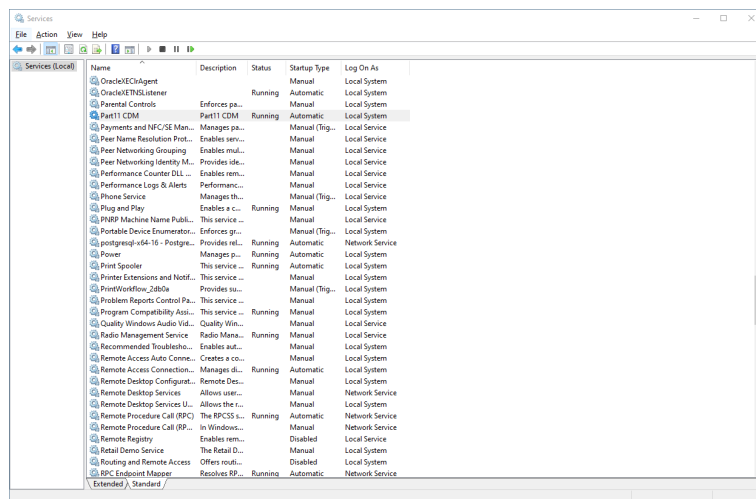 Services
File Action View Help
Services (Local)
Name Description Status Startup Type Log On As
OracleXEClrAgent Manual Local System
OracleXETNSListener Running Automatic Local System
Parental Controls Enforces pa... Manual Local System
Part11 CDM Part11 CDM Running Automatic Local System
Payments and NFC/SE Man... Manages pa... Manual (Trig... Local Service
Peer Name Resolution Prot... Enables serv... Manual Local Service
Peer Networking Grouping Enables mul... Manual Local Service
Peer Networking Identity M... Provides ide... Manual Local Service
Performance Counter DLL ... Enables rem... Manual Local Service
Performance Logs & Alerts Performanc... Manual Local Service
Phone Service Manages th... Manual (Trig... Local Service
Plug and Play Enables a c... Running Manual Local System
PNRP Machine Name Publi... This service ... Manual Local Service
Portable Device Enumerator... Enforces gr... Manual (Trig... Local System
postgresql-x64-16 - Postgre... Provides rel... Running Automatic Network Service
Power Manages p... Running Automatic Local System
Print Spooler This service ... Running Automatic Local System
Printer Extensions and Notif... This service ... Manual Local System
PrintWorkflow_2db0a Provides su... Manual (Trig... Local System
Problem Reports Control Pa... This service ... Manual Local System
Program Compatibility Assi... This service ... Running Manual Local System
Quality Windows Audio Vid... Quality Win... Manual Local Service
Radio Management Service Radio Mana... Running Manual Local Service
Recommended Troublesho... Enables aut... Manual Local System
Remote Access Auto Conne... Creates a co... Manual Local System
Remote Access Connection... Manages di... Running Automatic Local System
Remote Desktop Configurat... Remote Des... Manual Local System
Remote Desktop Services Allows user... Manual Network Service
Remote Desktop Services U... Allows the r... Manual Local System
Remote Procedure Call (RPC) The RPCSS s... Running Automatic Network Service
Remote Procedure Call (RP... In Windows... Manual Network Service
Remote Registry Enables rem... Disabled Local Service
Retail Demo Service The Retail D... Manual Local System
Routing and Remote Access Offers routi... Disabled Local System
RPC Endpoint Mapper Resolves RP... Running Automatic Network Service
Extended Standard